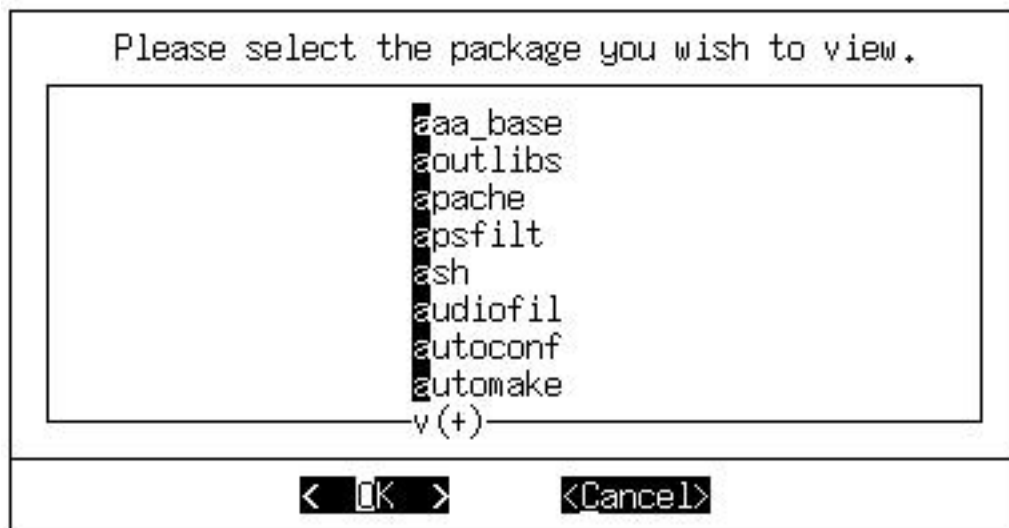 Please select the package you wish to view.
aaa_base
aoutlibs
apache
apsfilt
ash
audiofil
autoconf
automake
v(+)
< OK > <Cancel>